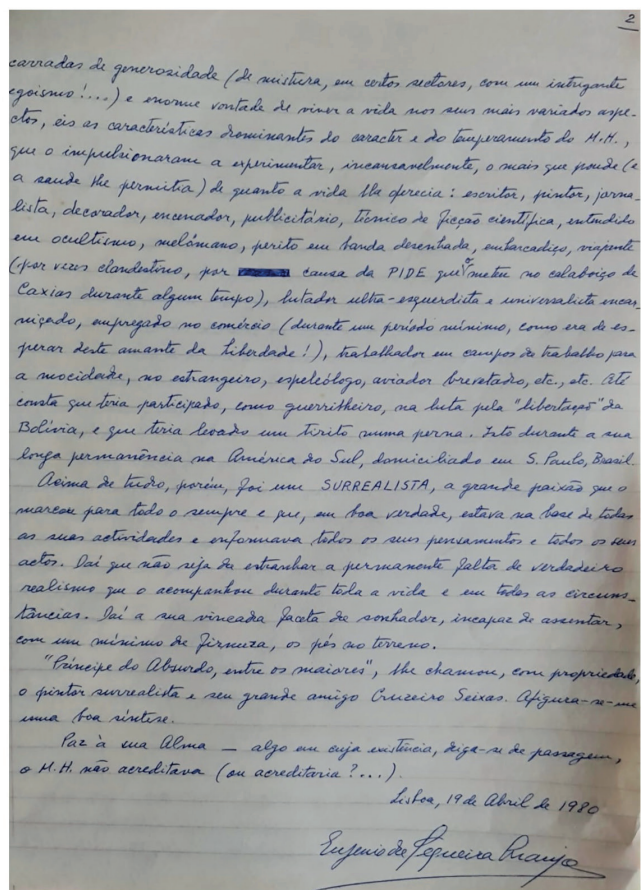 2
carradas de generosidade (de mistura, em certos sectores, com um intrigante
egoísmo!...) e enorme vontade de viver a vida nos seus mais variados aspe-
ctos, eis as características dominantes do caracter e do temperamento do M.H.,
que o impulsionaram a experimentar, incansavelmente, o mais que poude (e
a saude lhe permitia) de quanto a vida lhe oferecia: escritor, pintor, jorna-
lista, decorador, encenador, publicitário, técnico de ficção científica, entendido
em ocultismo, melómano, perito em banda desenhada, embarcadiço, viajante
(por vezes clandestino, por causa da PIDE que o meteu no calaboiço de
Caxias durante algum tempo), lutador ultra-esquerdista e universalista encar-
niçado, empregado no comércio (durante um período mínimo, como era de es-
perar deste amante da liberdade!), trabalhador em campos de trabalho para
a mocidade, no estrangeiro, espeleólogo, aviador brevetado, etc., etc. Até
consta que teria participado, como guerrilheiro, na luta pela "libertação" da
Bolívia, e que teria levado um tirito numa perna. Isto durante a sua
longa permanência na América do Sul, domiciliado em S. Paulo, Brasil.
Acima de tudo, porém, foi um SURREALISTA, a grande paixão que o
marcou para todo o sempre e que, em boa verdade, estava na base de todas
as suas actividades e enformava todos os seus pensamentos e todos os seus
actos. Daí que não seja de estranhar a permanente falta de verdadeiro
realismo que o acompanhou durante toda a vida e em todas as circuns-
tâncias. Daí a sua vincada faceta de sonhador, incapaz de assentar,
com um mínimo de firmeza, os pés no terreno.
"Príncipe do Absurdo, entre os maiores", lhe chamou, com propriedade,
o pintor surrealista e seu grande amigo Cruzeiro Seixas. Afigura-se-me
uma boa síntese.
Paz à sua Alma — algo em cuja existência, diga-se de passagem,
o M.H. não acreditava (ou acreditaria?...).
Lisboa, 19 de Abril de 1980
Eugenio de Araujo